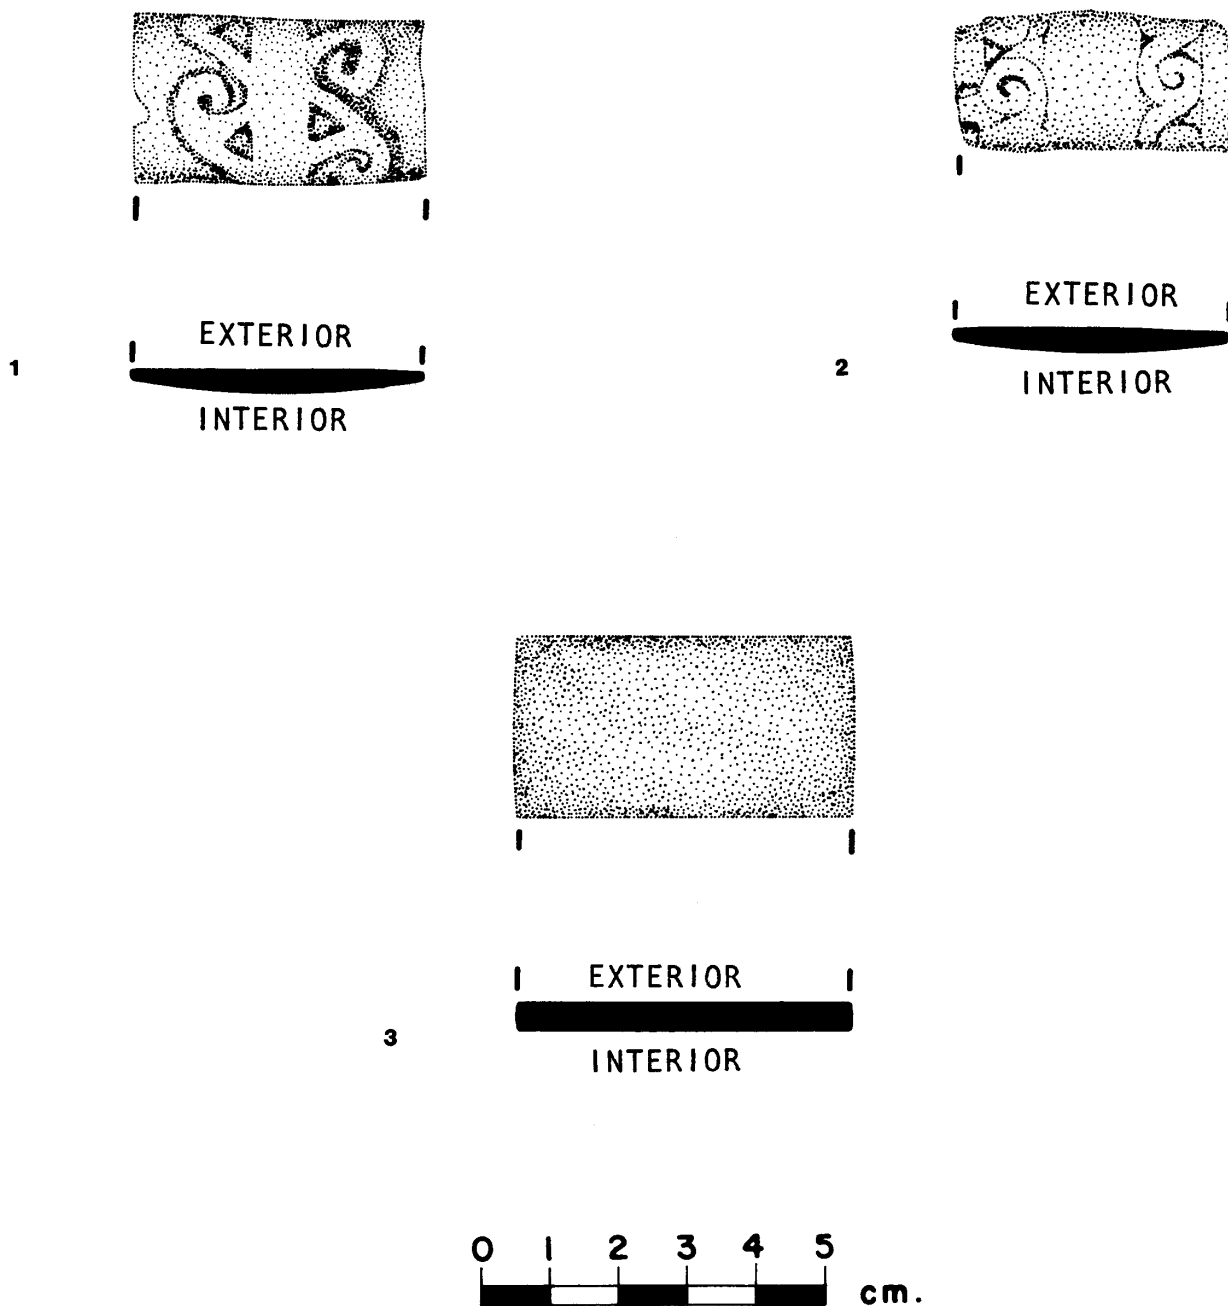 EXTERIOR
1
INTERIOR
EXTERIOR
2
INTERIOR
EXTERIOR
3
INTERIOR
0 1 2 3 4 5
cm.